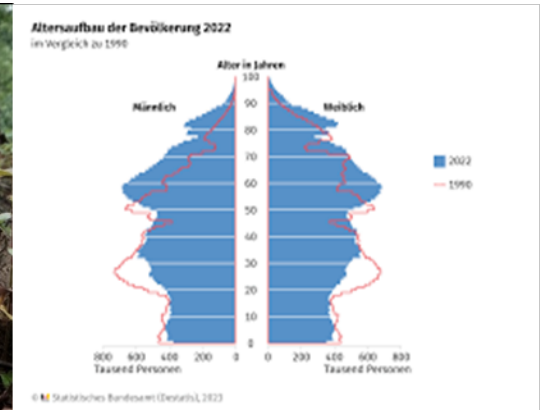 Altersaufbau der Bevölkerung 2022
im Vergleich zu 1990
Alter in Jahren
100
Männlich
90
Weiblich
80
70
2022
60
1990
50
40
30
20
10
0
800 600 400 200 0 0 200 400 600 800
Tausend Personen Tausend Personen
© Statistisches Bundesamt (Destatis), 2023